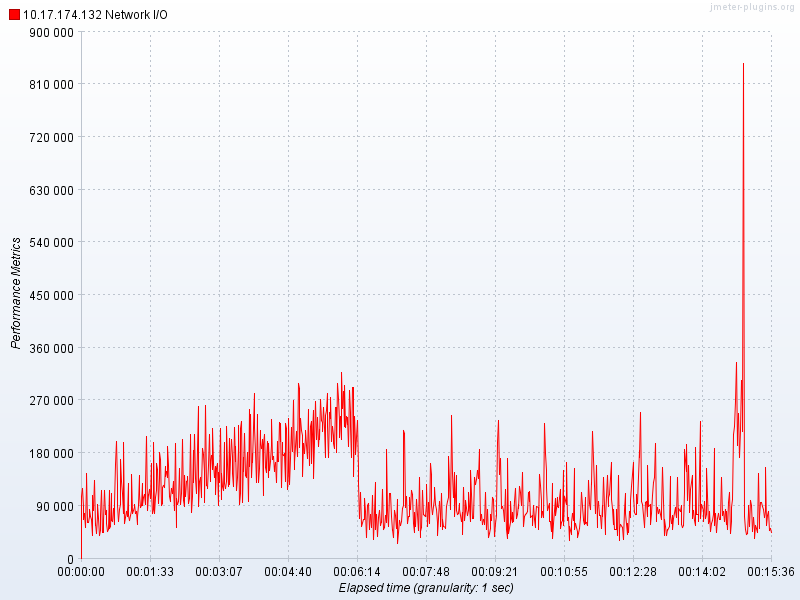 jmeter-plugins.org
10.17.174.132 Network I/O
900 000
810 000
720 000
630 000
540 000
450 000
360 000
270 000
180 000
90 000
0
Performance Metrics
00:00:00 00:01:33 00:03:07 00:04:40 00:06:14 00:07:48 00:09:21 00:10:55 00:12:28 00:14:02 00:15:36
Elapsed time (granularity: 1 sec)